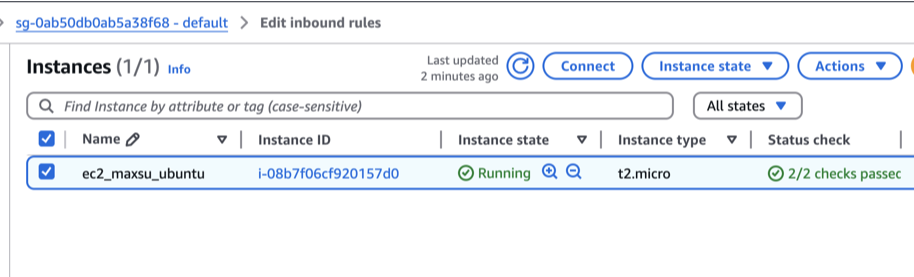 sg-0ab50db0ab5a38f68 - default > Edit inbound rules
Instances (1/1) Info
Last updated
2 minutes ago
Connect
Instance state
Actions
Find Instance by attribute or tag (case-sensitive)
All states
Name
Instance ID
Instance state
Instance type
Status check
ec2_maxsu_ubuntu
i-08b7f06cf920157d0
Running
t2.micro
2/2 checks passec